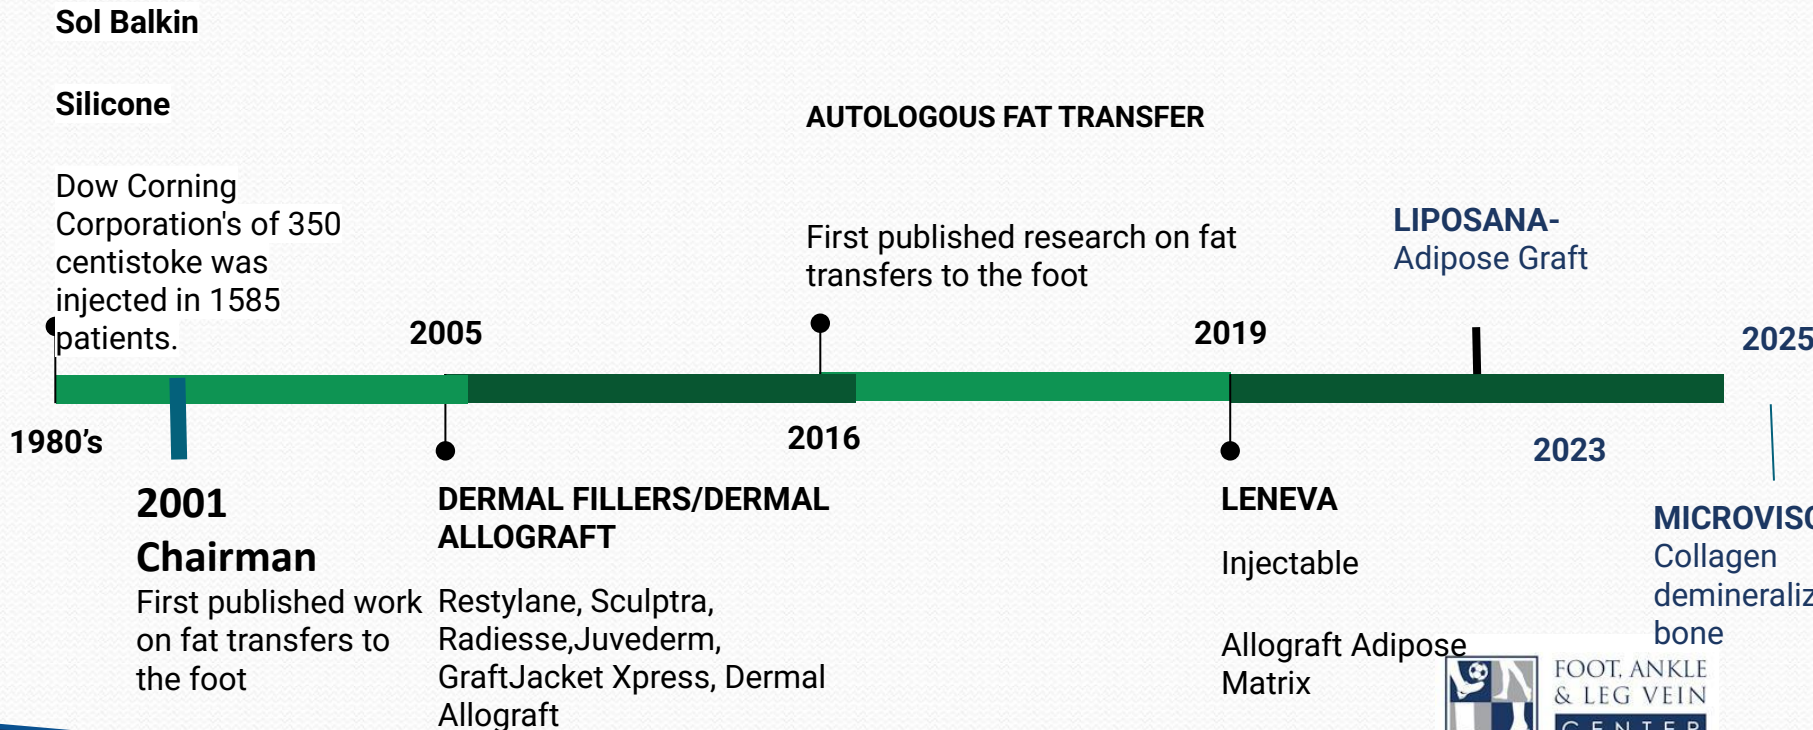 Sol Balkin
Silicone
Dow Corning
Corporation's of 350
centistoke was
injected in 1585
patients.
1980’s
2001
Chairman
First published work
on fat transfers to
the foot
2005
DERMAL FILLERS/DERMAL
ALLOGRAFT
Restylane, Sculptra,
Radiesse,Juvederm,
GraftJacket Xpress, Dermal
Allograft
AUTOLOGOUS FAT TRANSFER
First published research on fat
transfers to the foot
2016
2019
LENEVA
Injectable
Allograft Adipose
Matrix
LIPOSANA-
Adipose Graft
2023
2025
Collagen
bone
FOOT, ANKLE
& LEG VEIN
CENTER